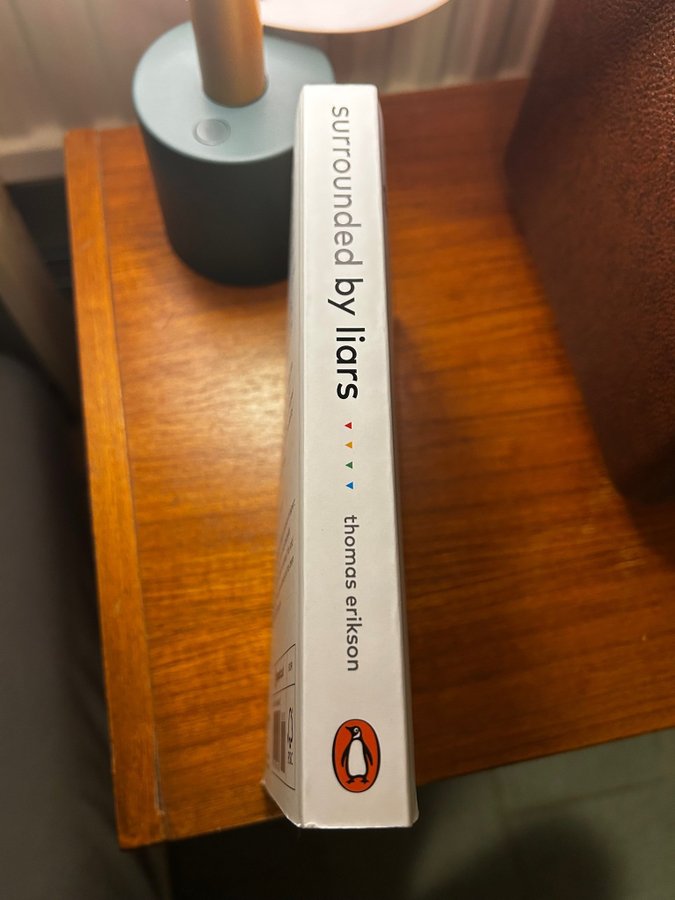 surrounded by liars
thomas erikson